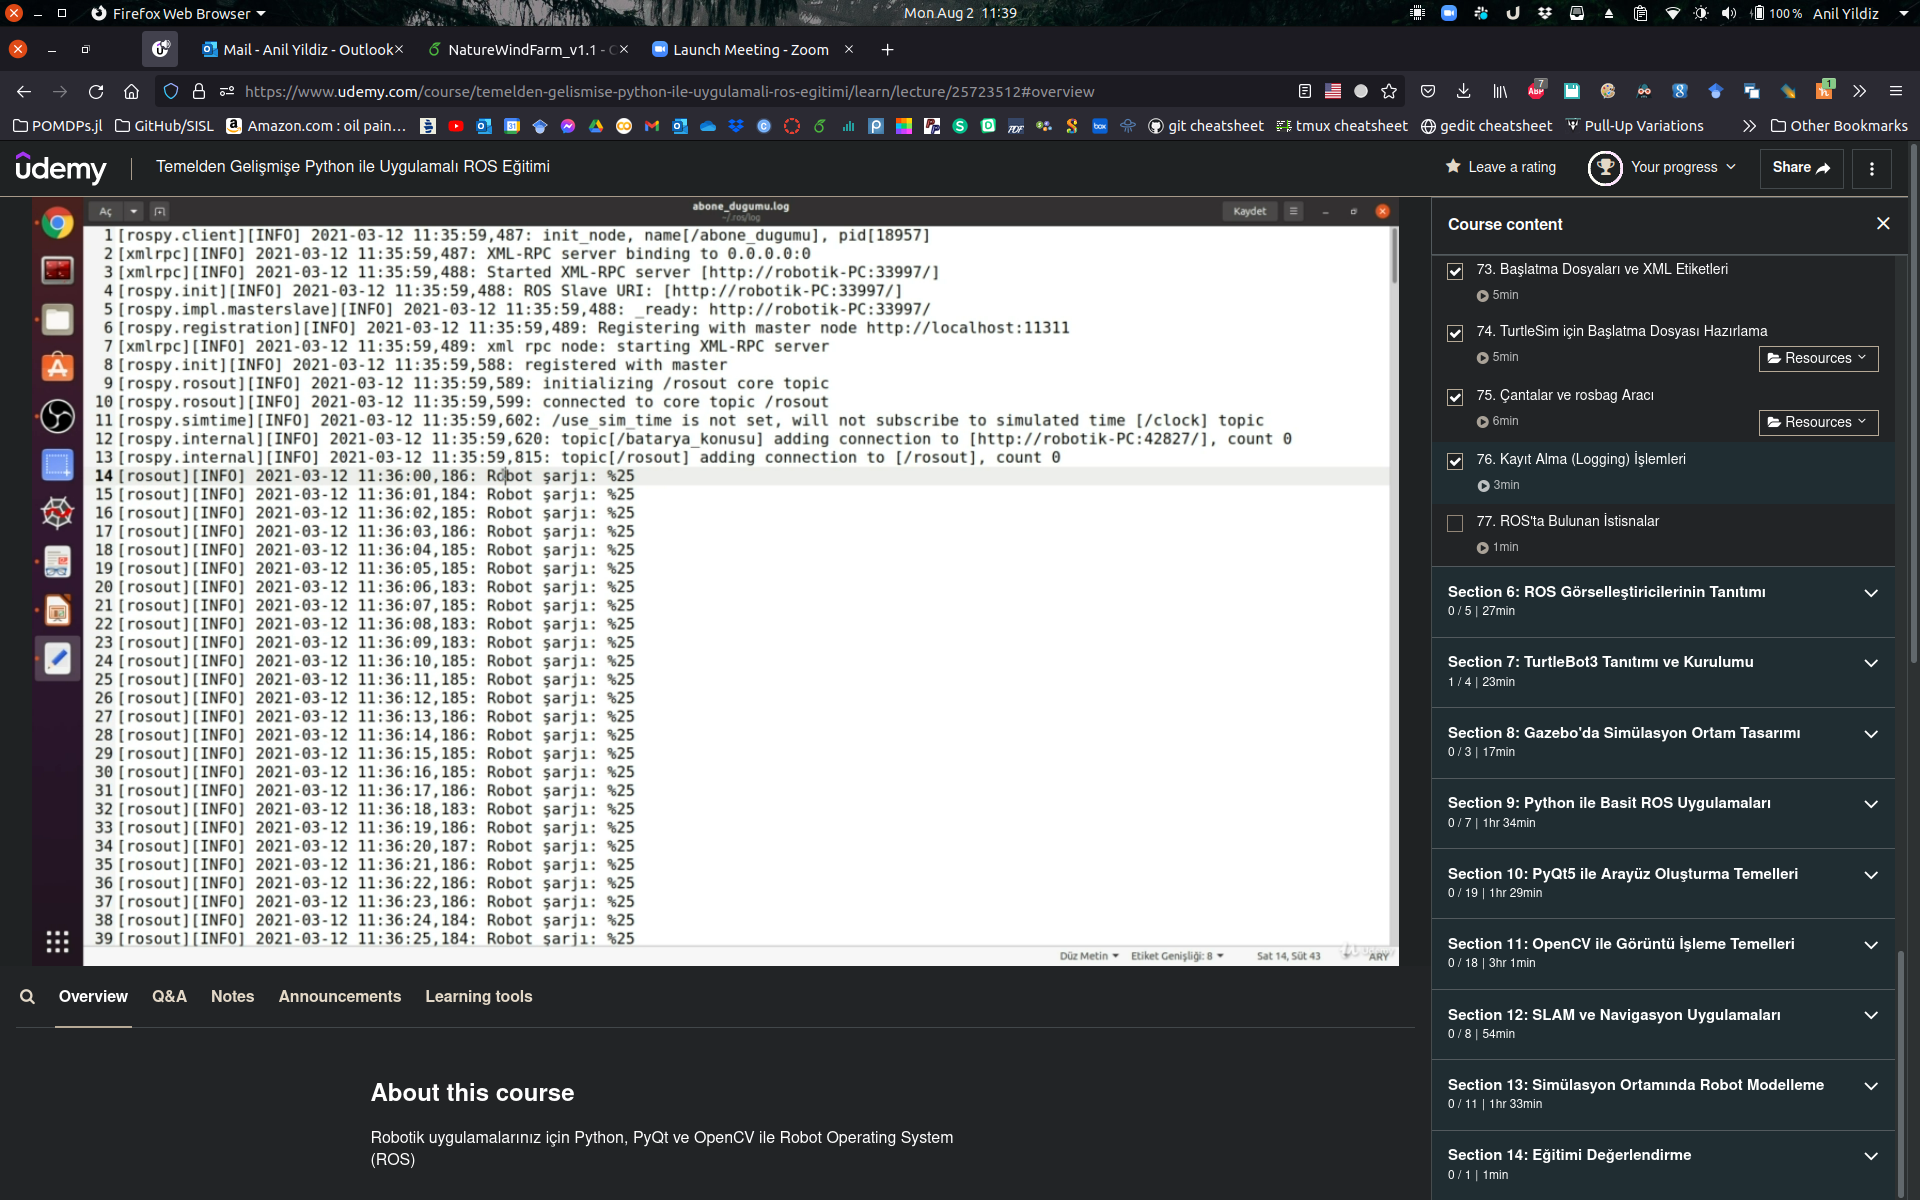 Firefox Web Browser
Mon Aug 2 11:39
100 %
Anil Yildiz
Mail - Anil Yildiz - Outlook
NatureWindFarm_v1.1 -
Launch Meeting - Zoom
https://www.udemy.com/course/temelden-gelismise-python-ile-uygulamali-ros-egitimi/learn/lecture/25723512#overview
POMDPs.jl
GitHub/SISL
Amazon.com : oil pain...
git cheatsheet
tmux cheatsheet
gedit cheatsheet
Pull-Up Variations
Other Bookmarks
udemy
Temelden Gelişmişe Python ile Uygulamalı ROS Eğitimi
Leave a rating
Your progress
Share
Aç
abone_dugumu.log
~/.ros/log
Kaydet
1 [rospy.client][INFO] 2021-03-12 11:35:59,487: init_node, name[/abone_dugumu], pid[18957]
2 [xmlrpc][INFO] 2021-03-12 11:35:59,487: XML-RPC server binding to 0.0.0.0:0
3 [xmlrpc][INFO] 2021-03-12 11:35:59,488: Started XML-RPC server [http://robotik-PC:33997/]
4 [rospy.init][INFO] 2021-03-12 11:35:59,488: ROS Slave URI: [http://robotik-PC:33997/]
5 [rospy.impl.masterslave][INFO] 2021-03-12 11:35:59,488: _ready: http://robotik-PC:33997/
6 [rospy.registration][INFO] 2021-03-12 11:35:59,489: Registering with master node http://localhost:11311
7 [xmlrpc][INFO] 2021-03-12 11:35:59,489: xml rpc node: starting XML-RPC server
8 [rospy.init][INFO] 2021-03-12 11:35:59,588: registered with master
9 [rospy.rosout][INFO] 2021-03-12 11:35:59,589: initializing /rosout core topic
10 [rospy.rosout][INFO] 2021-03-12 11:35:59,599: connected to core topic /rosout
11 [rospy.simtime][INFO] 2021-03-12 11:35:59,602: /use_sim_time is not set, will not subscribe to simulated time [/clock] topic
12 [rospy.internal][INFO] 2021-03-12 11:35:59,620: topic[/batarya_konusu] adding connection to [http://robotik-PC:42827/], count 0
13 [rospy.internal][INFO] 2021-03-12 11:35:59,815: topic[/rosout] adding connection to [/rosout], count 0
14 [rosout][INFO] 2021-03-12 11:36:00,186: Robot şarjı: %25
15 [rosout][INFO] 2021-03-12 11:36:01,184: Robot şarjı: %25
16 [rosout][INFO] 2021-03-12 11:36:02,185: Robot şarjı: %25
17 [rosout][INFO] 2021-03-12 11:36:03,186: Robot şarjı: %25
18 [rosout][INFO] 2021-03-12 11:36:04,185: Robot şarjı: %25
19 [rosout][INFO] 2021-03-12 11:36:05,185: Robot şarjı: %25
20 [rosout][INFO] 2021-03-12 11:36:06,183: Robot şarjı: %25
21 [rosout][INFO] 2021-03-12 11:36:07,185: Robot şarjı: %25
22 [rosout][INFO] 2021-03-12 11:36:08,183: Robot şarjı: %25
23 [rosout][INFO] 2021-03-12 11:36:09,183: Robot şarjı: %25
24 [rosout][INFO] 2021-03-12 11:36:10,185: Robot şarjı: %25
25 [rosout][INFO] 2021-03-12 11:36:11,185: Robot şarjı: %25
26 [rosout][INFO] 2021-03-12 11:36:12,185: Robot şarjı: %25
27 [rosout][INFO] 2021-03-12 11:36:13,186: Robot şarjı: %25
28 [rosout][INFO] 2021-03-12 11:36:14,186: Robot şarjı: %25
29 [rosout][INFO] 2021-03-12 11:36:15,185: Robot şarjı: %25
30 [rosout][INFO] 2021-03-12 11:36:16,185: Robot şarjı: %25
31 [rosout][INFO] 2021-03-12 11:36:17,186: Robot şarjı: %25
32 [rosout][INFO] 2021-03-12 11:36:18,183: Robot şarjı: %25
33 [rosout][INFO] 2021-03-12 11:36:19,186: Robot şarjı: %25
34 [rosout][INFO] 2021-03-12 11:36:20,187: Robot şarjı: %25
35 [rosout][INFO] 2021-03-12 11:36:21,186: Robot şarjı: %25
36 [rosout][INFO] 2021-03-12 11:36:22,186: Robot şarjı: %25
37 [rosout][INFO] 2021-03-12 11:36:23,186: Robot şarjı: %25
38 [rosout][INFO] 2021-03-12 11:36:24,184: Robot şarjı: %25
39 [rosout][INFO] 2021-03-12 11:36:25,184: Robot şarjı: %25
Düz Metin
Etiket Genişliği: 8
Sat 14, Süt 43
ARY
Overview
Q&A
Notes
Announcements
Learning tools
About this course
Robotik uygulamalarınız için Python, PyQt ve OpenCV ile Robot Operating System
(ROS)
Course content
73. Başlatma Dosyaları ve XML Etiketleri
5min
74. TurtleSim için Başlatma Dosyası Hazırlama
5min
Resources
75. Çantalar ve rosbag Aracı
6min
Resources
76. Kayıt Alma (Logging) İşlemleri
3min
77. ROS'ta Bulunan İstisnalar
1min
Section 6: ROS Görselleştiricilerinin Tanıtımı
0 / 5 | 27min
Section 7: TurtleBot3 Tanıtımı ve Kurulumu
1 / 4 | 23min
Section 8: Gazebo'da Simülasyon Ortam Tasarımı
0 / 3 | 17min
Section 9: Python ile Basit ROS Uygulamaları
0 / 7 | 1hr 34min
Section 10: PyQt5 ile Arayüz Oluşturma Temelleri
0 / 19 | 1hr 29min
Section 11: OpenCV ile Görüntü İşleme Temelleri
0 / 18 | 3hr 1min
Section 12: SLAM ve Navigasyon Uygulamaları
0 / 8 | 54min
Section 13: Simülasyon Ortamında Robot Modelleme
0 / 11 | 1hr 33min
Section 14: Eğitimi Değerlendirme
0 / 1 | 1min